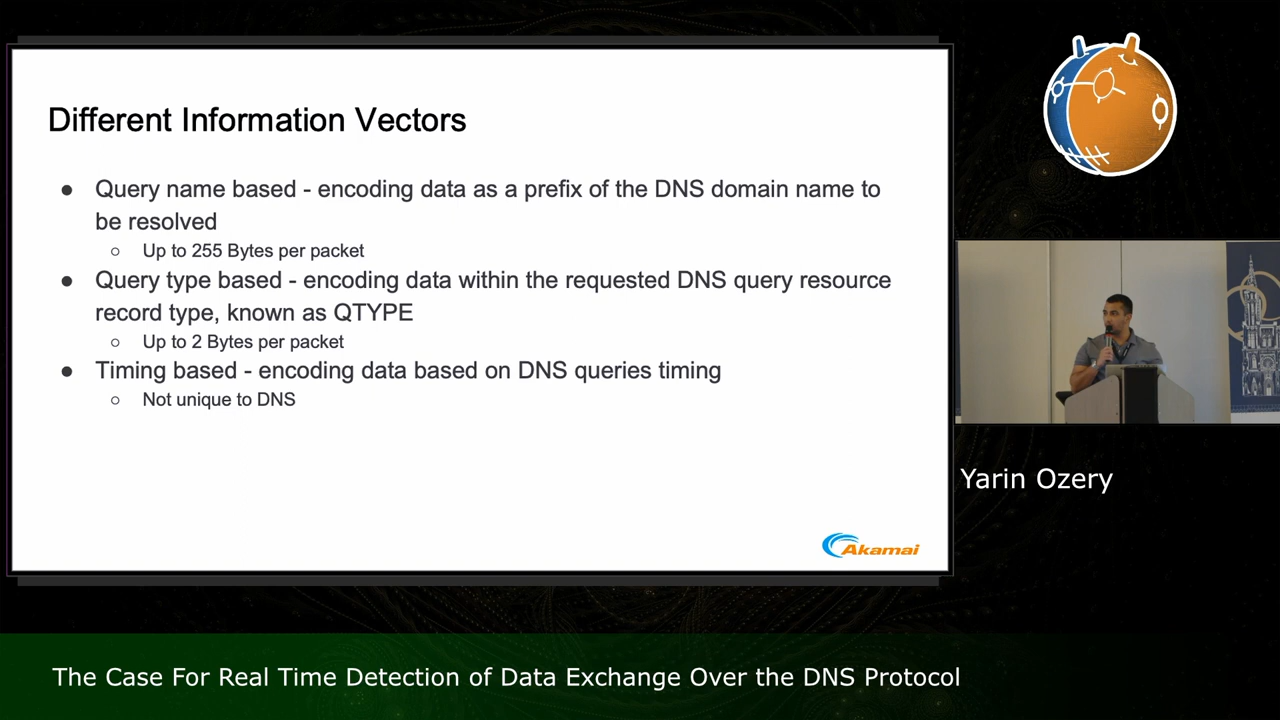 Different Information Vectors
● Query name based - encoding data as a prefix of the DNS domain name to
be resolved
○ Up to 255 Bytes per packet
● Query type based - encoding data within the requested DNS query resource
record type, known as QTYPE
○ Up to 2 Bytes per packet
● Timing based - encoding data based on DNS queries timing
○ Not unique to DNS
Akamai
Yarin Ozery
The Case For Real Time Detection of Data Exchange Over the DNS Protocol